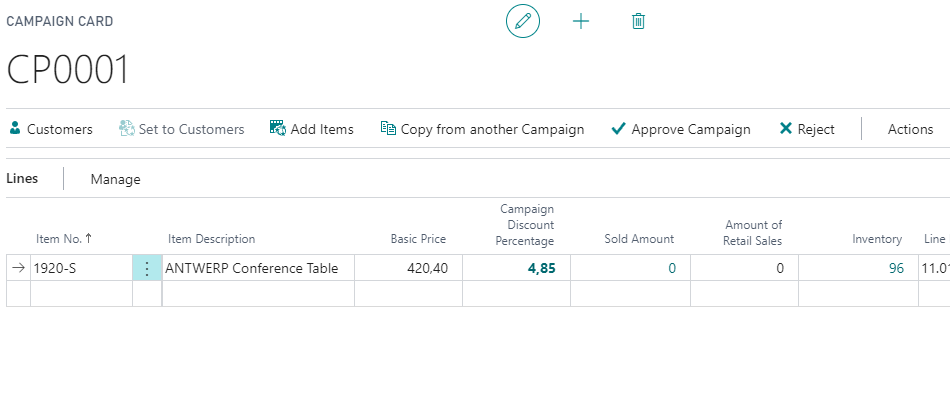 CAMPAIGN CARD
CP0001
Customers Set to Customers Add Items Copy from another Campaign Approve Campaign Reject Actions
Lines Manage
Item No. ↑ Item Description Basic Price Campaign Discount Percentage Sold Amount Amount of Retail Sales Inventory Line
1920-S ANTWERP Conference Table 420,40 4,85 0 0 96 11.01